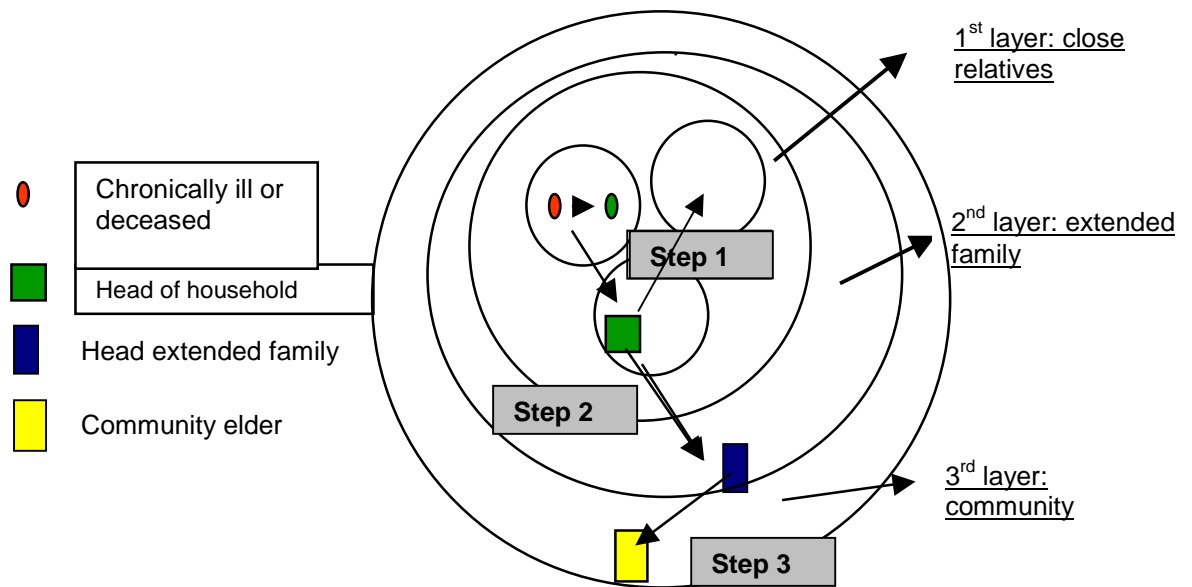 1st layer: close
relatives
Chronically ill or
deceased
2nd layer: extended
family
Step 1
Head of household
Head extended family
Step 2
Community elder
3rd layer:
community
Step 3